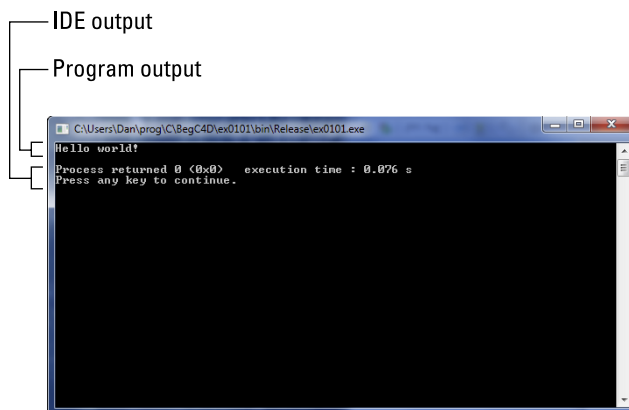 IDE output
Program output
C:\Users\Dan\prog\C\BegC4D\ex0101\bin\Release\ex0101.exe
Hello world!
Process returned 0 (0x0)   execution time : 0.076 s
Press any key to continue.